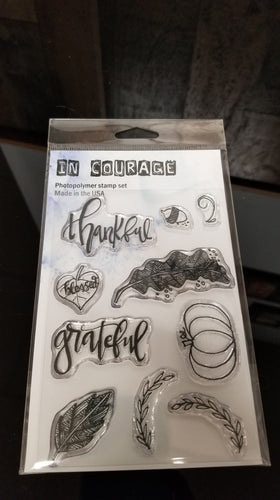 IN COURAGE
Photopolymer stamp set
Made in the USA
thankful
blessed
grateful